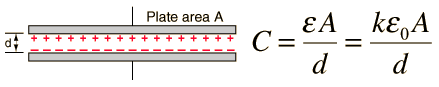 Plate area A
d
+ + + + + + + + + + + + + + + +
− − − − − − − − − − − − − − − −
C = εA/d = kε₀A/d